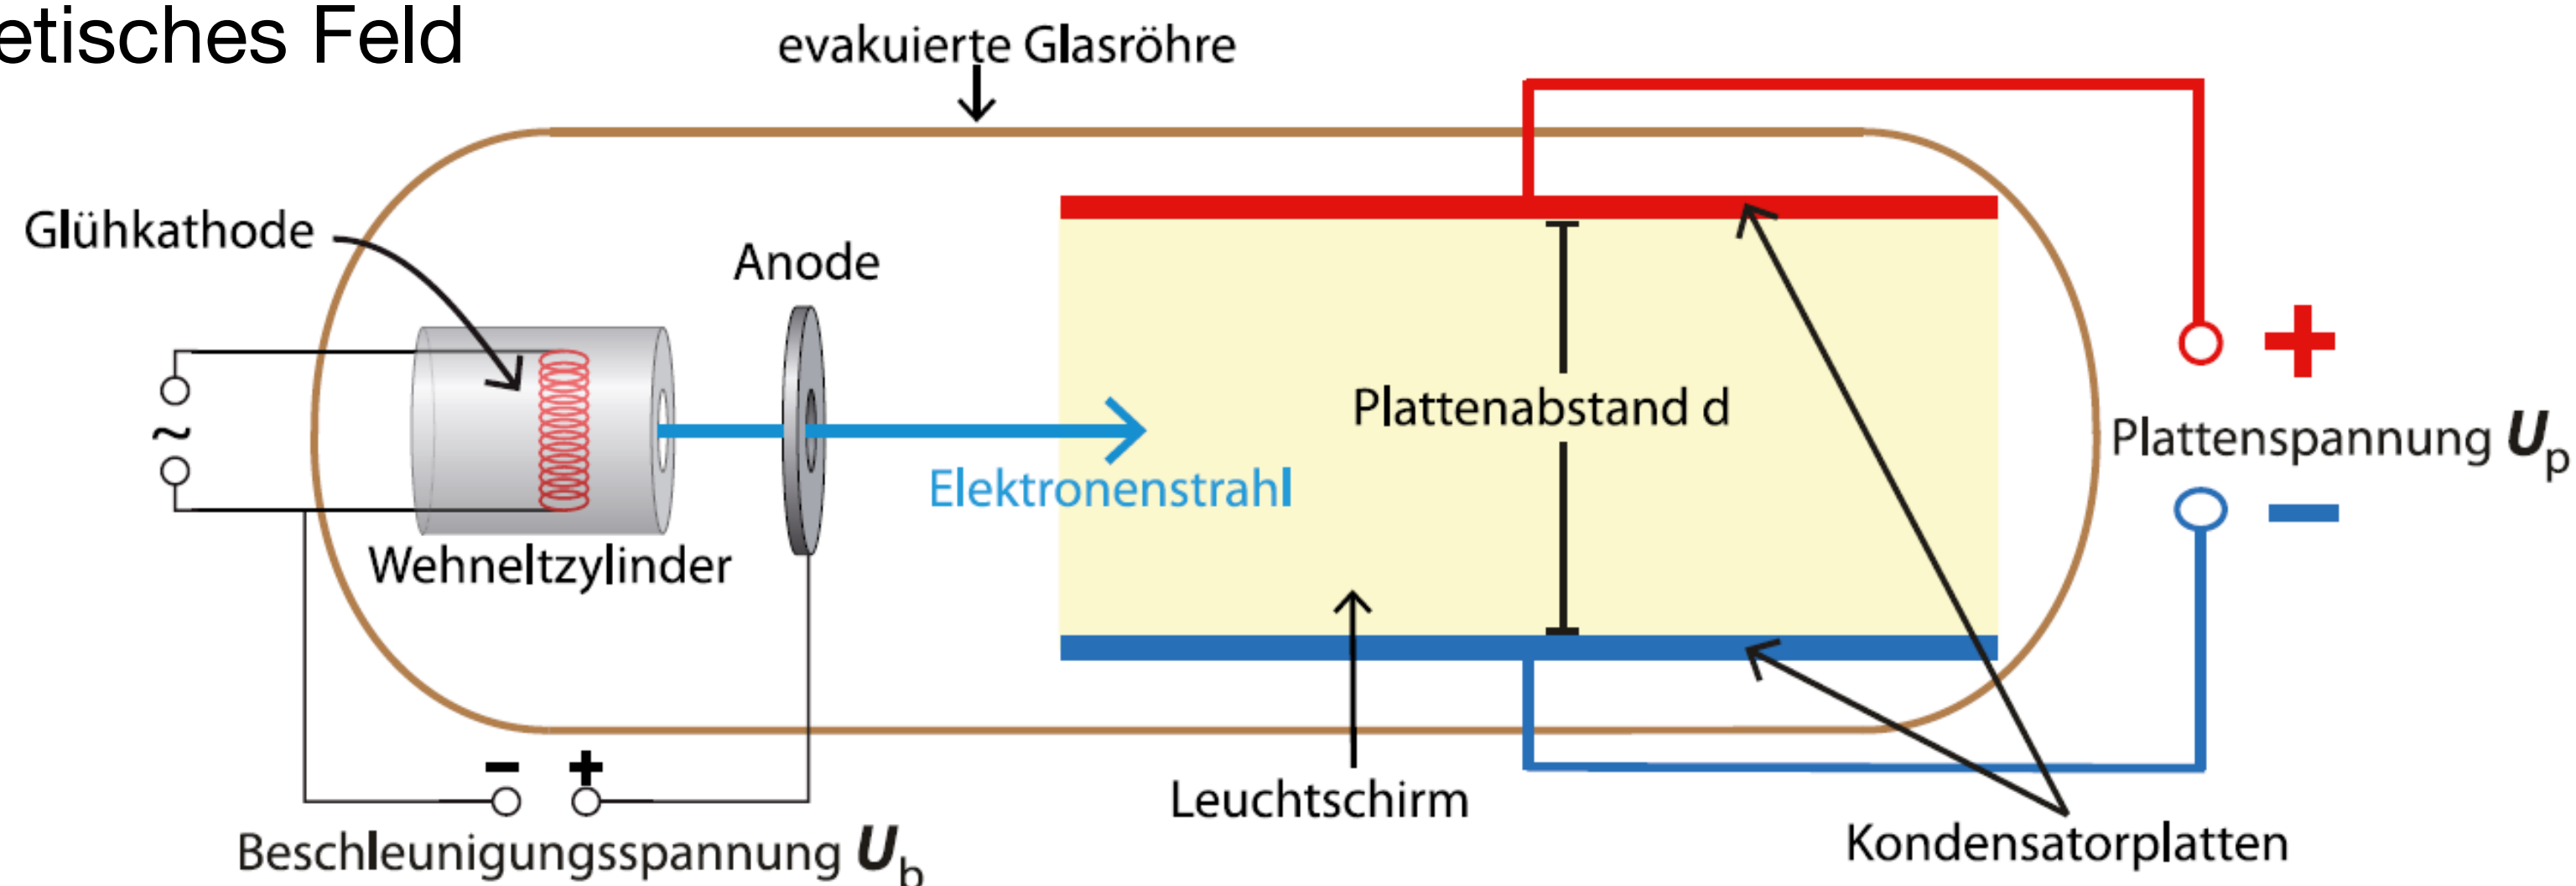 etisches Feld
evakuierte Glasröhre
Glühkathode
Anode
~
+
Plattenabstand d
Plattenspannung Up
Elektronenstrahl
−
Wehneltzylinder
− +
Leuchtschirm
Beschleunigungsspannung Ub
Kondensatorplatten